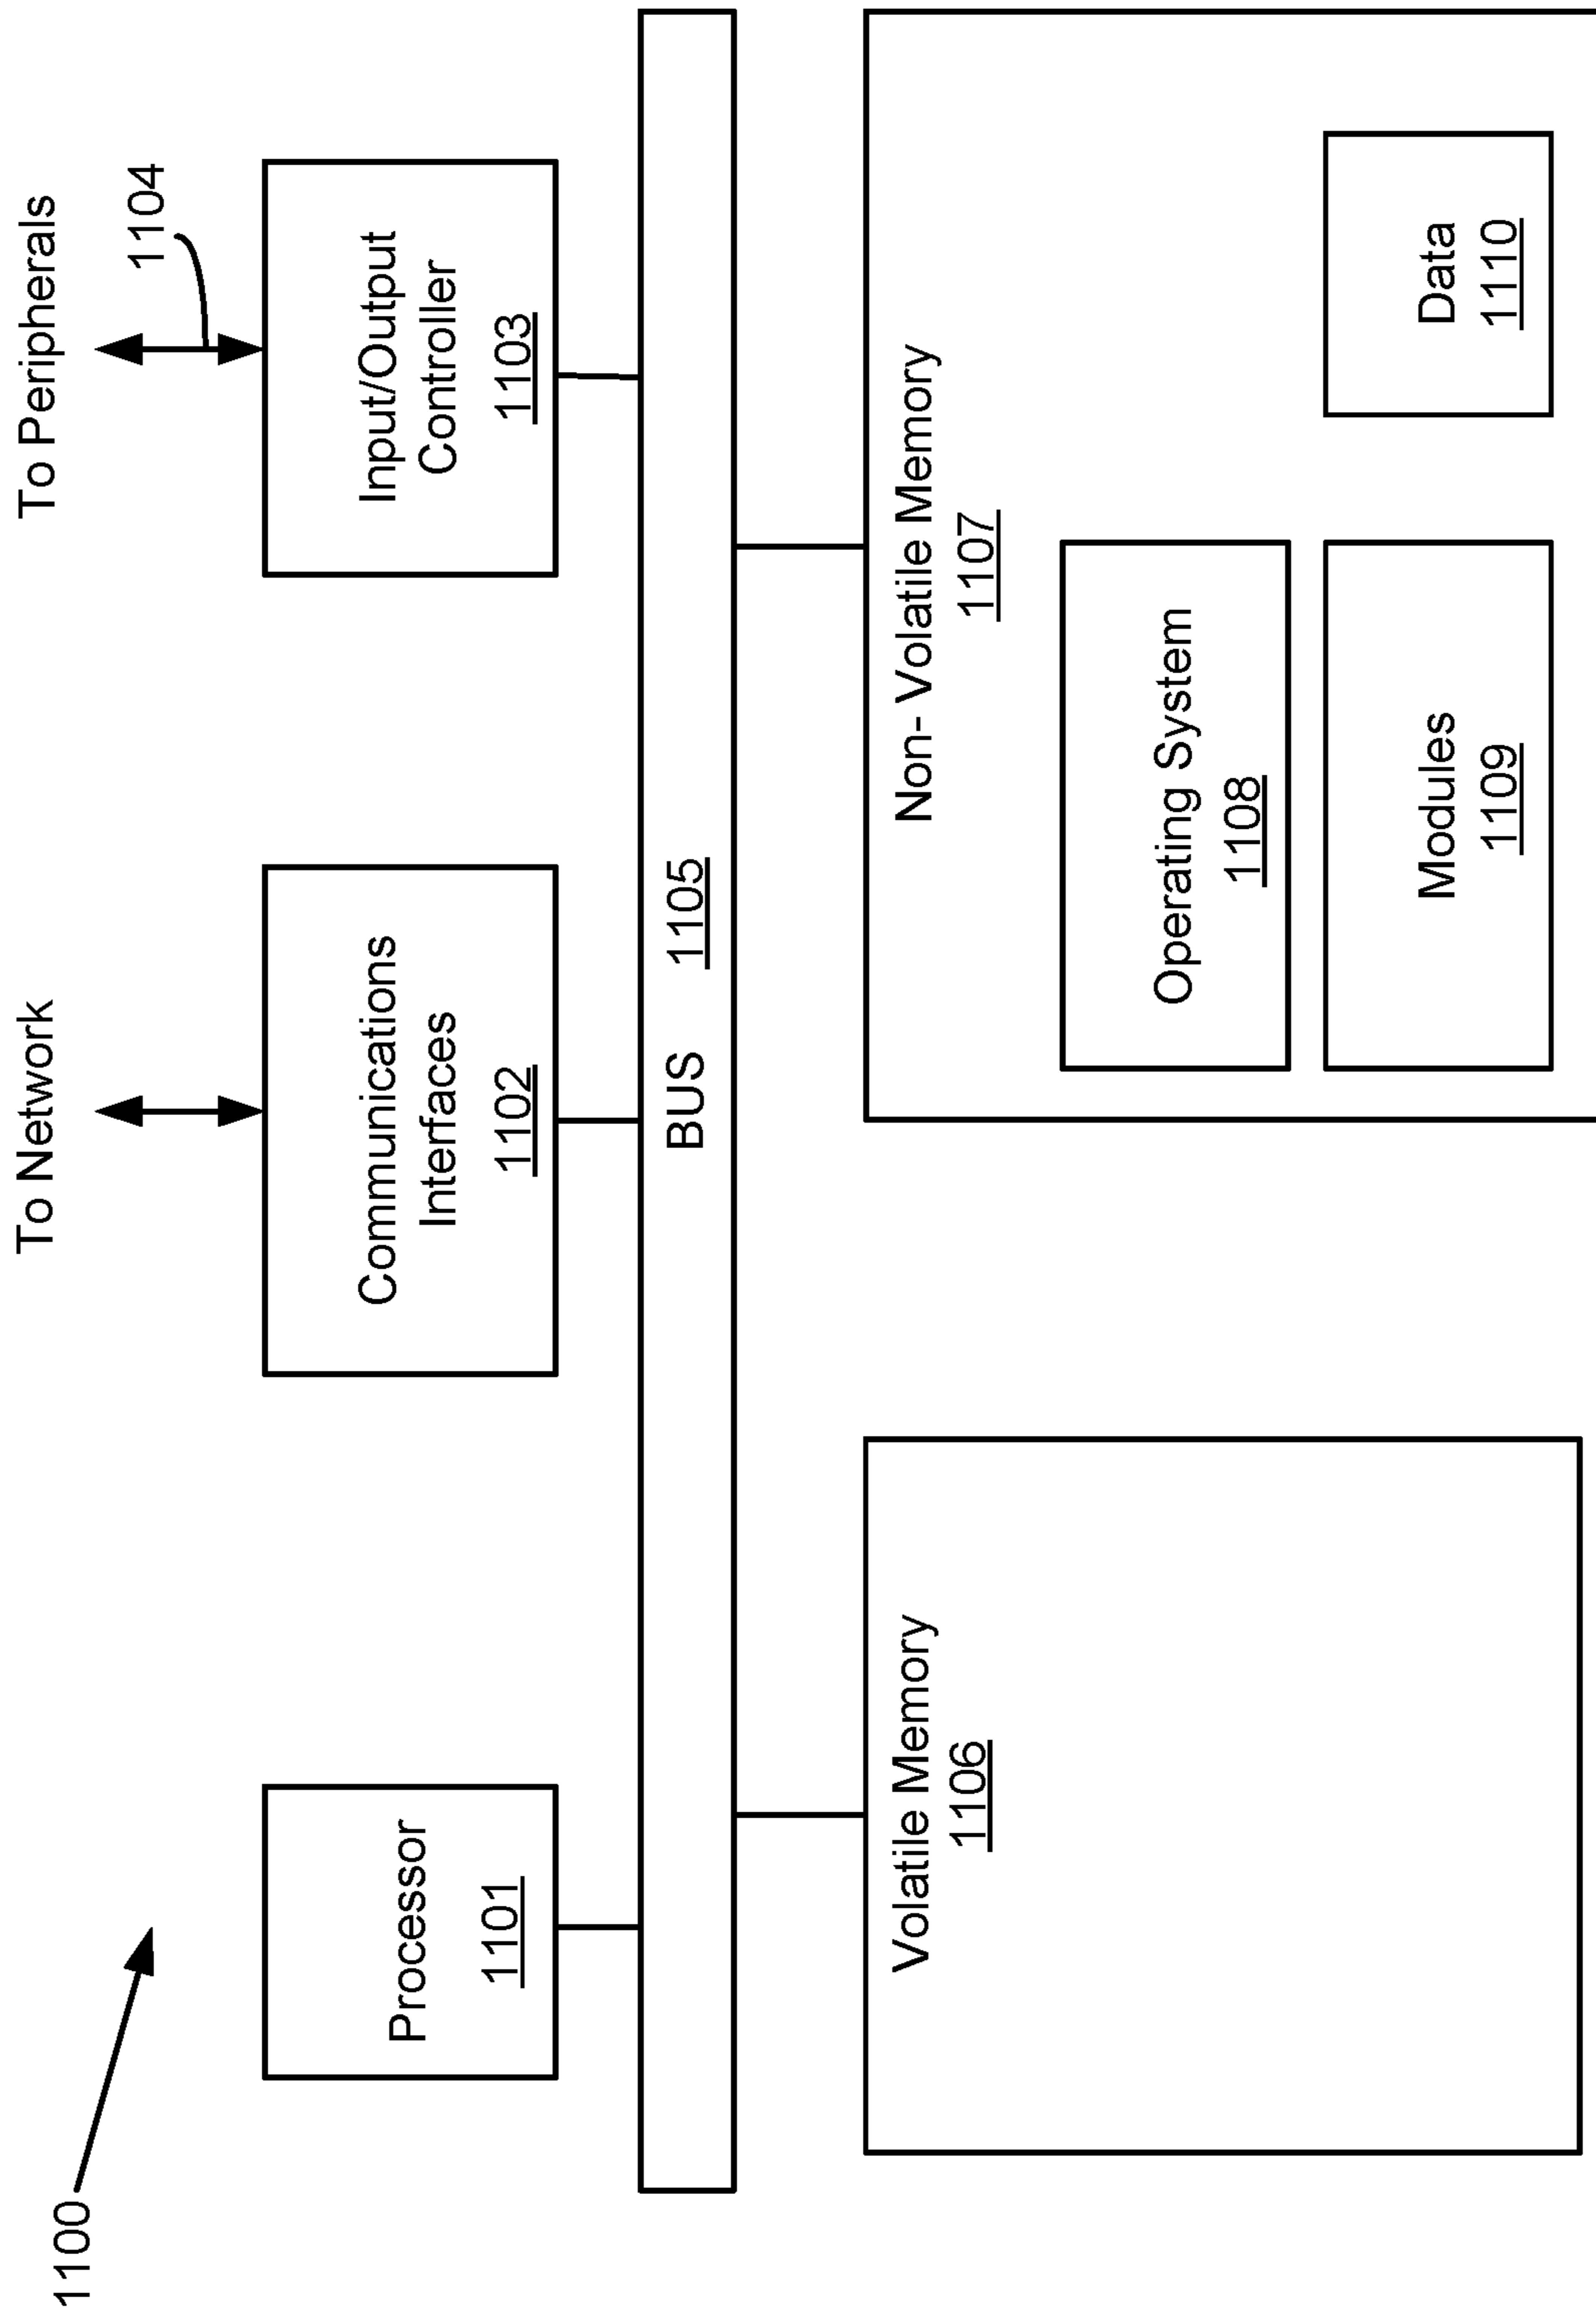 1100
To Network
To Peripherals
1104
Processor
1101
Communications
Interfaces
1102
Input/Output
Controller
1103
BUS 1105
Volatile Memory
1106
Non- Volatile Memory
1107
Operating System
1108
Modules
1109
Data
1110